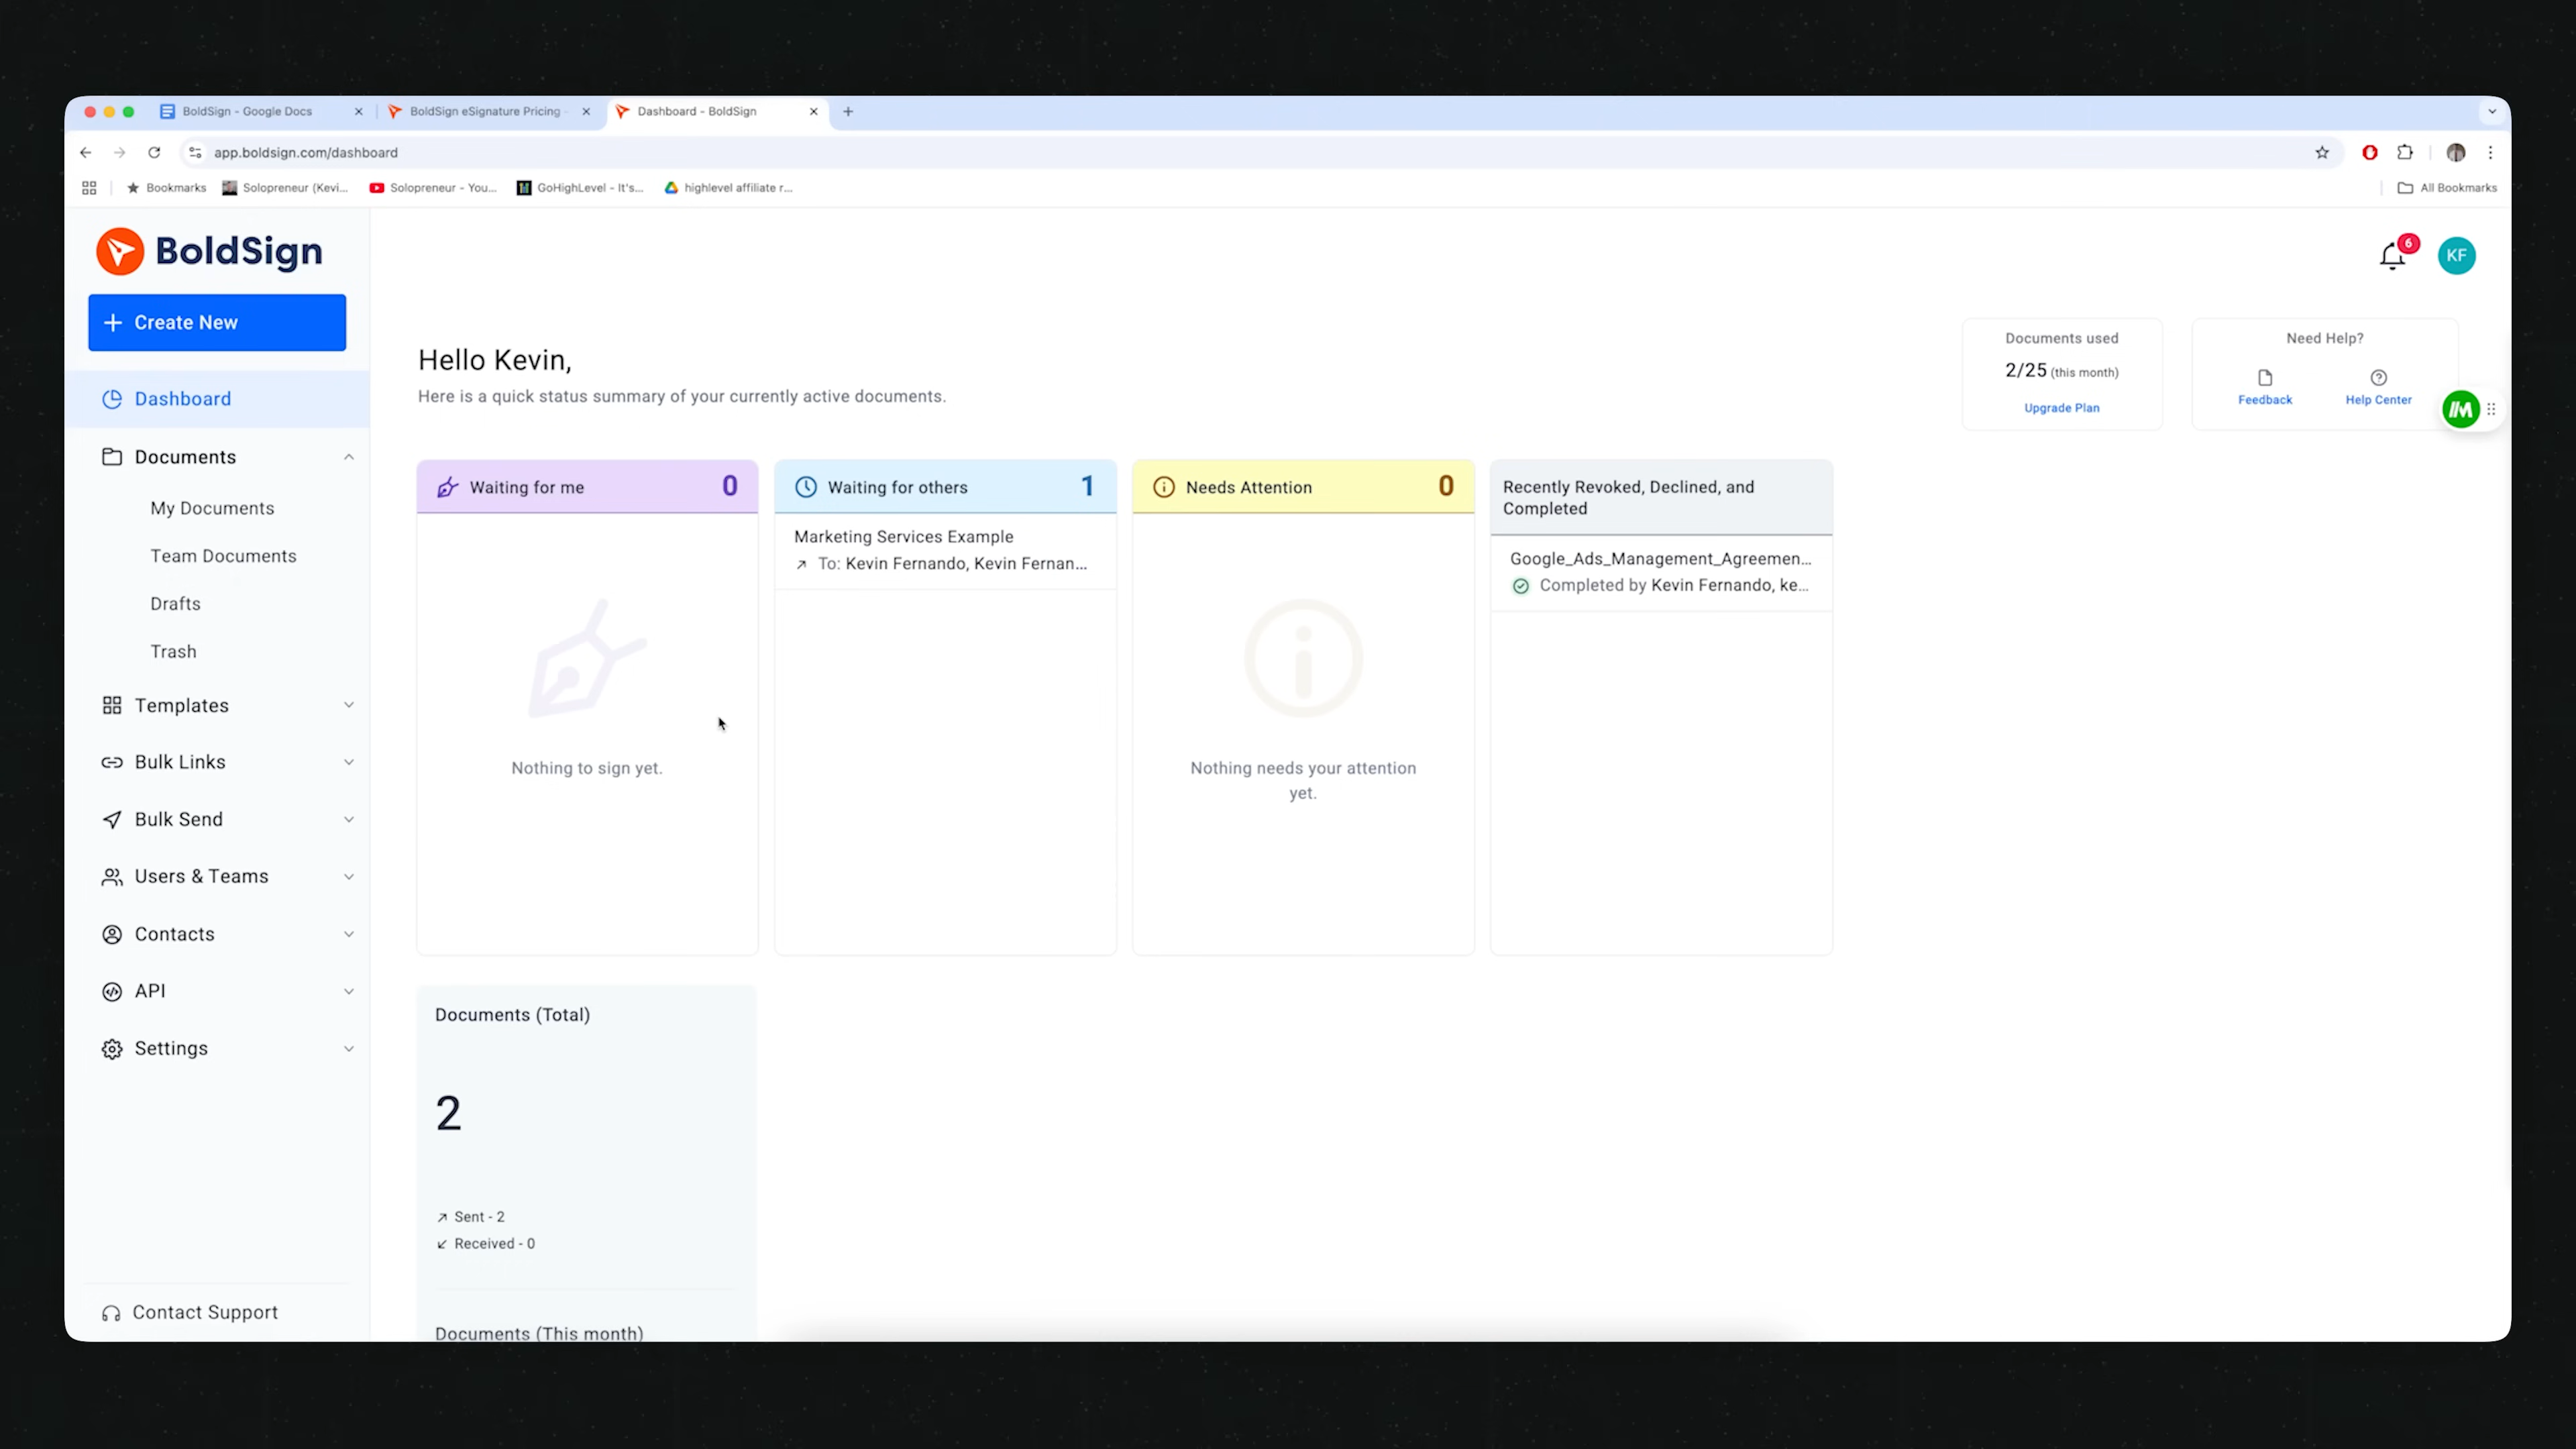 BoldSign - Google Docs
BoldSign eSignature Pricing -
Dashboard - BoldSign
app.boldsign.com/dashboard
Bookmarks
Solopreneur (Kevi...
Solopreneur - You...
GoHighLevel - It's...
highlevel affiliate r...
All Bookmarks
BoldSign
Create New
Dashboard
Documents
My Documents
Team Documents
Drafts
Trash
Templates
Bulk Links
Bulk Send
Users & Teams
Contacts
API
Settings
Contact Support
6
KF
Hello Kevin,
Here is a quick status summary of your currently active documents.
Documents used
2/25 (this month)
Upgrade Plan
Need Help?
Feedback
Help Center
Waiting for me 0
Nothing to sign yet.
Waiting for others 1
Marketing Services Example
To: Kevin Fernando, Kevin Fernan...
Needs Attention 0
Nothing needs your attention
yet.
Recently Revoked, Declined, and
Completed
Google_Ads_Management_Agreemen...
Completed by Kevin Fernando, ke...
Documents (Total)
2
Sent - 2
Received - 0
Documents (This month)